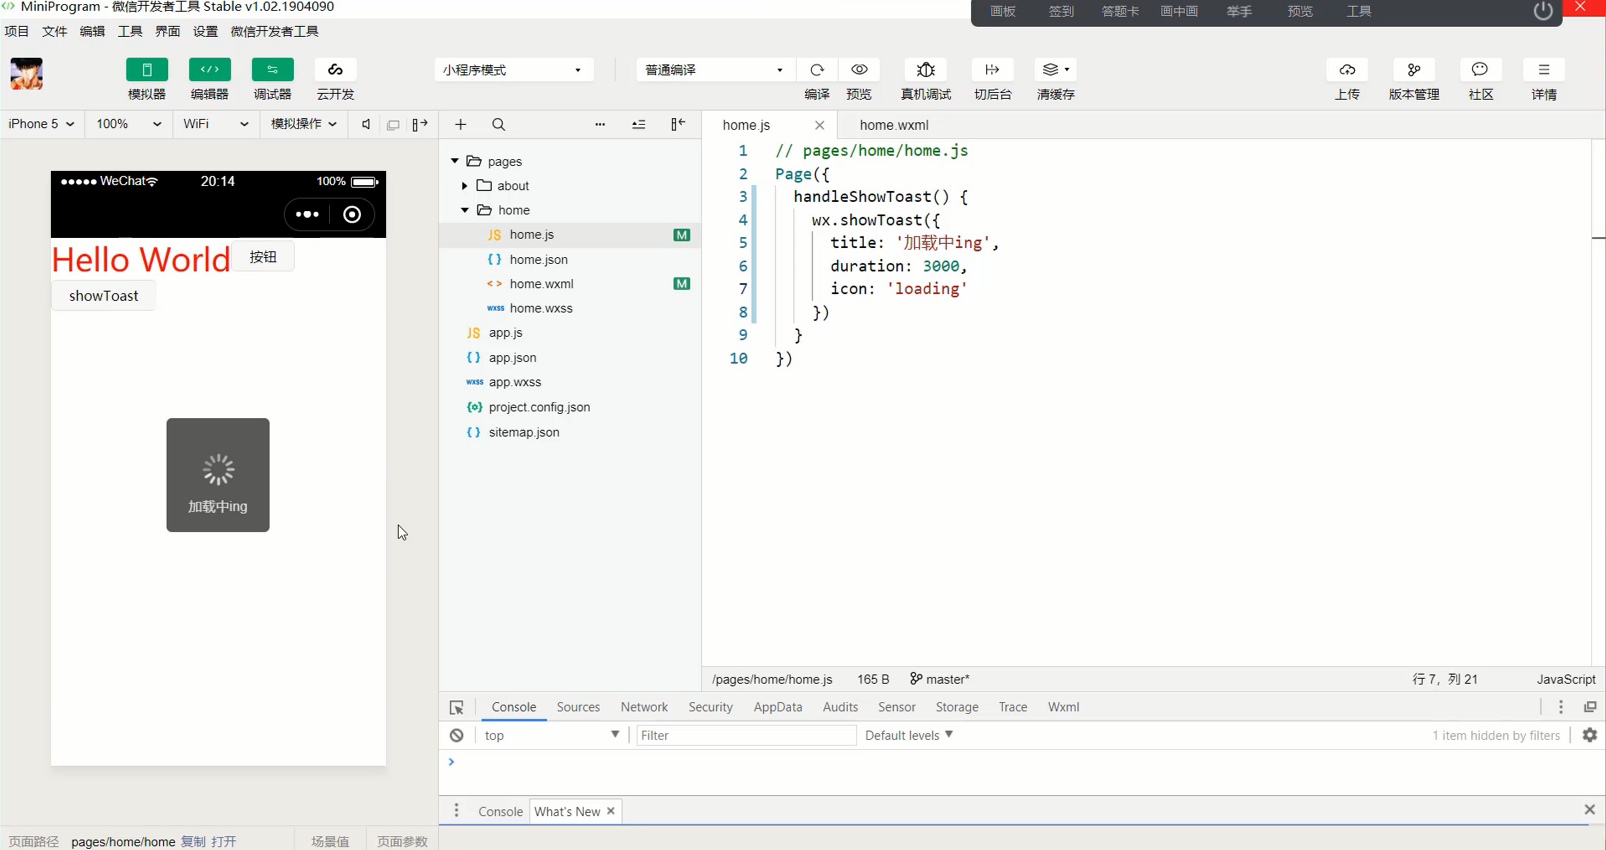 MiniProgram - 微信开发者工具 Stable v1.02.1904090
画板 签到 答题卡 画中画 举手 预览 工具
项目 文件 编辑 工具 界面 设置 微信开发者工具
小程序模式 普通编译
模拟器 编辑器 调试器 云开发 编译 预览 真机调试 切后台 清缓存 上传 版本管理 社区 详情
iPhone 5 100% WiFi 模拟操作
home.js home.wxml
WeChat 20:14 100%
Hello World 按钮
showToast
加载中ing
pages
about
home
JS home.js M
{ } home.json
< > home.wxml M
wxss home.wxss
JS app.js
{ } app.json
wxss app.wxss
{o} project.config.json
{ } sitemap.json
1 // pages/home/home.js
2 Page({
3 handleShowToast() {
4 wx.showToast({
5 title: '加载中ing',
6 duration: 3000,
7 icon: 'loading'
8 })
9 }
10 })
/pages/home/home.js 165 B master* 行 7，列 21 JavaScript
Console Sources Network Security AppData Audits Sensor Storage Trace Wxml
top Filter Default levels 1 item hidden by filters
Console What's New
页面路径 pages/home/home 复制 打开 场景值 页面参数